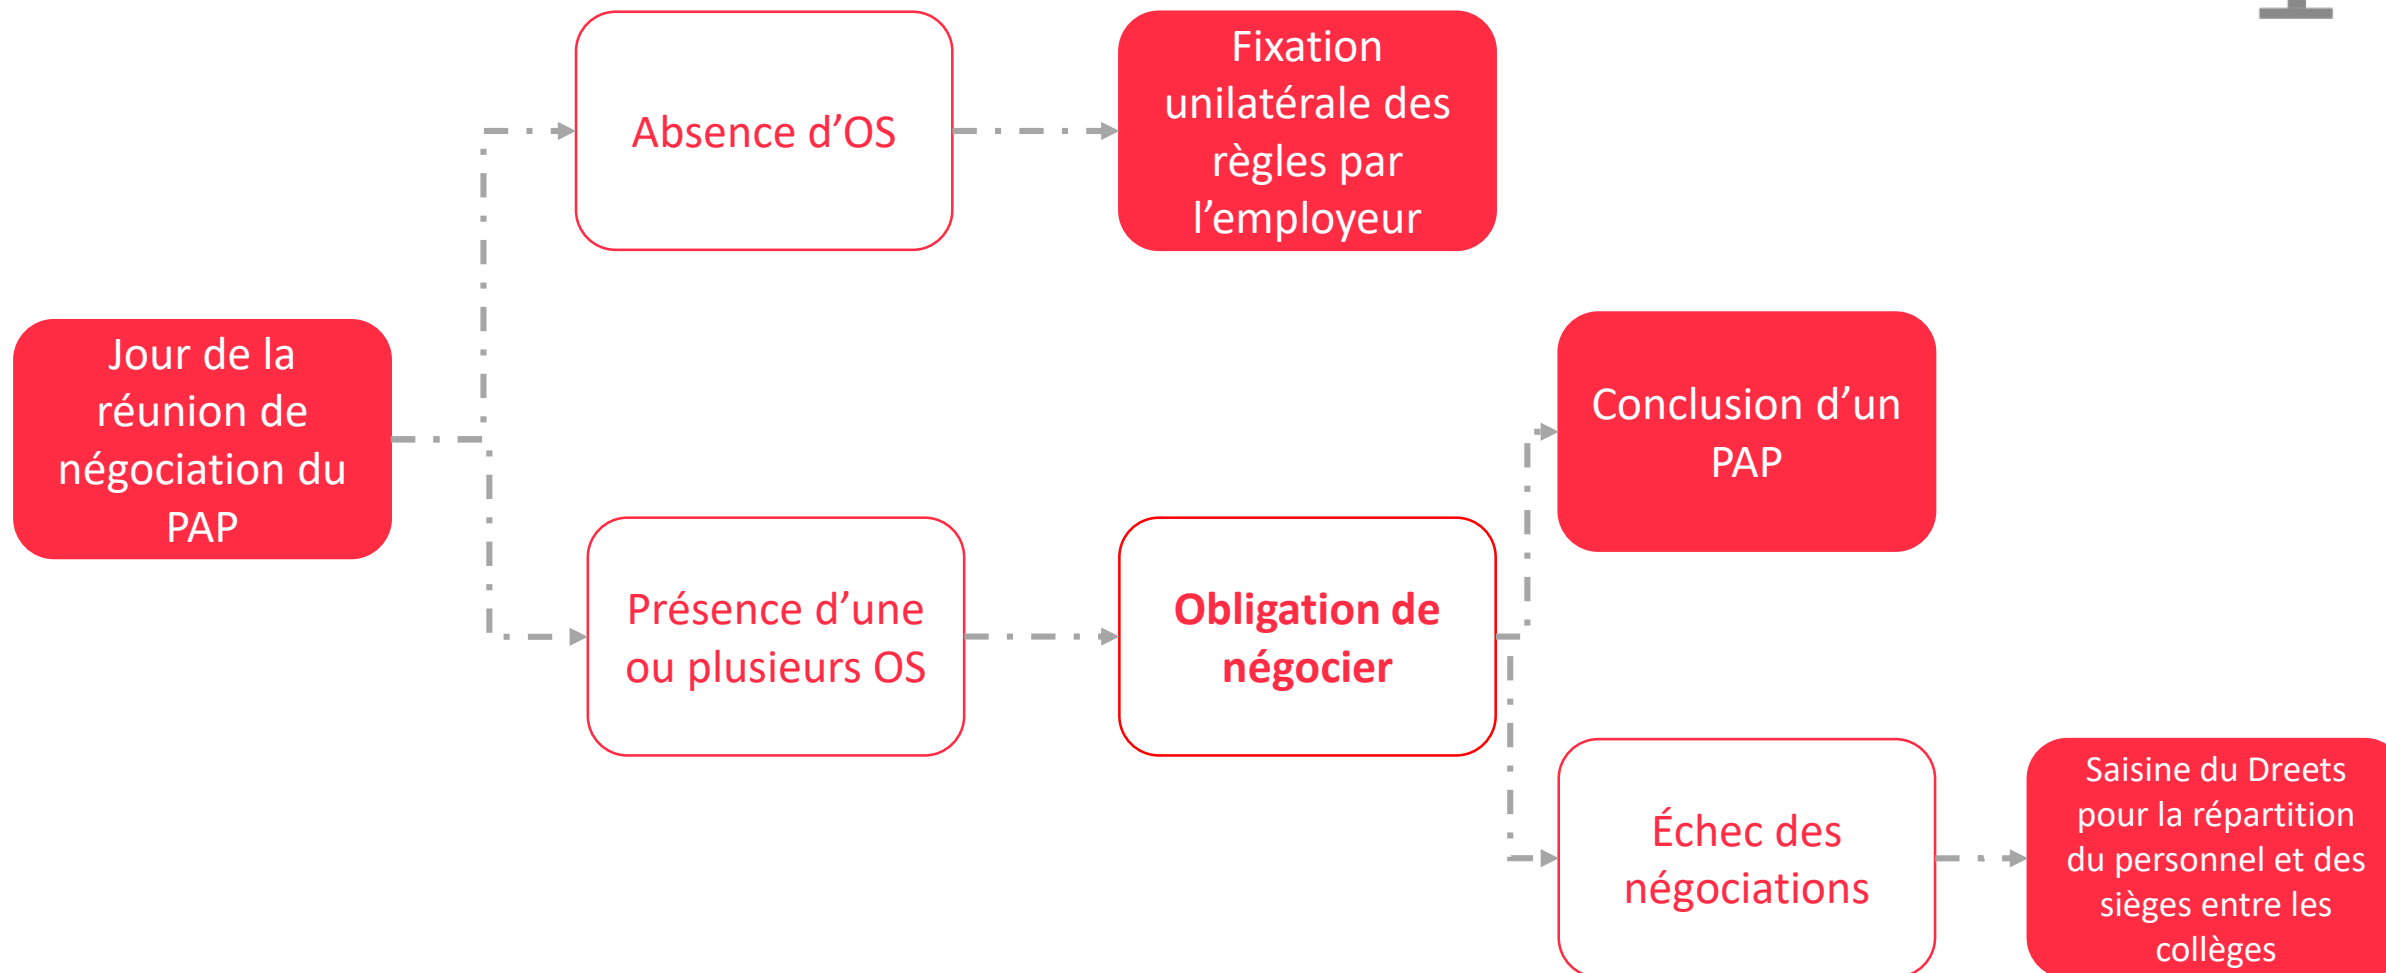 Absence d’OS
Fixation
unilatérale des
règles par
l’employeur
Jour de la
réunion de
négociation du
PAP
Conclusion d’un
PAP
Présence d’une
ou plusieurs OS
Obligation de
négocier
Échec des
négociations
Saisine du Dreets
pour la répartition
du personnel et des
sièges entre les
collèges